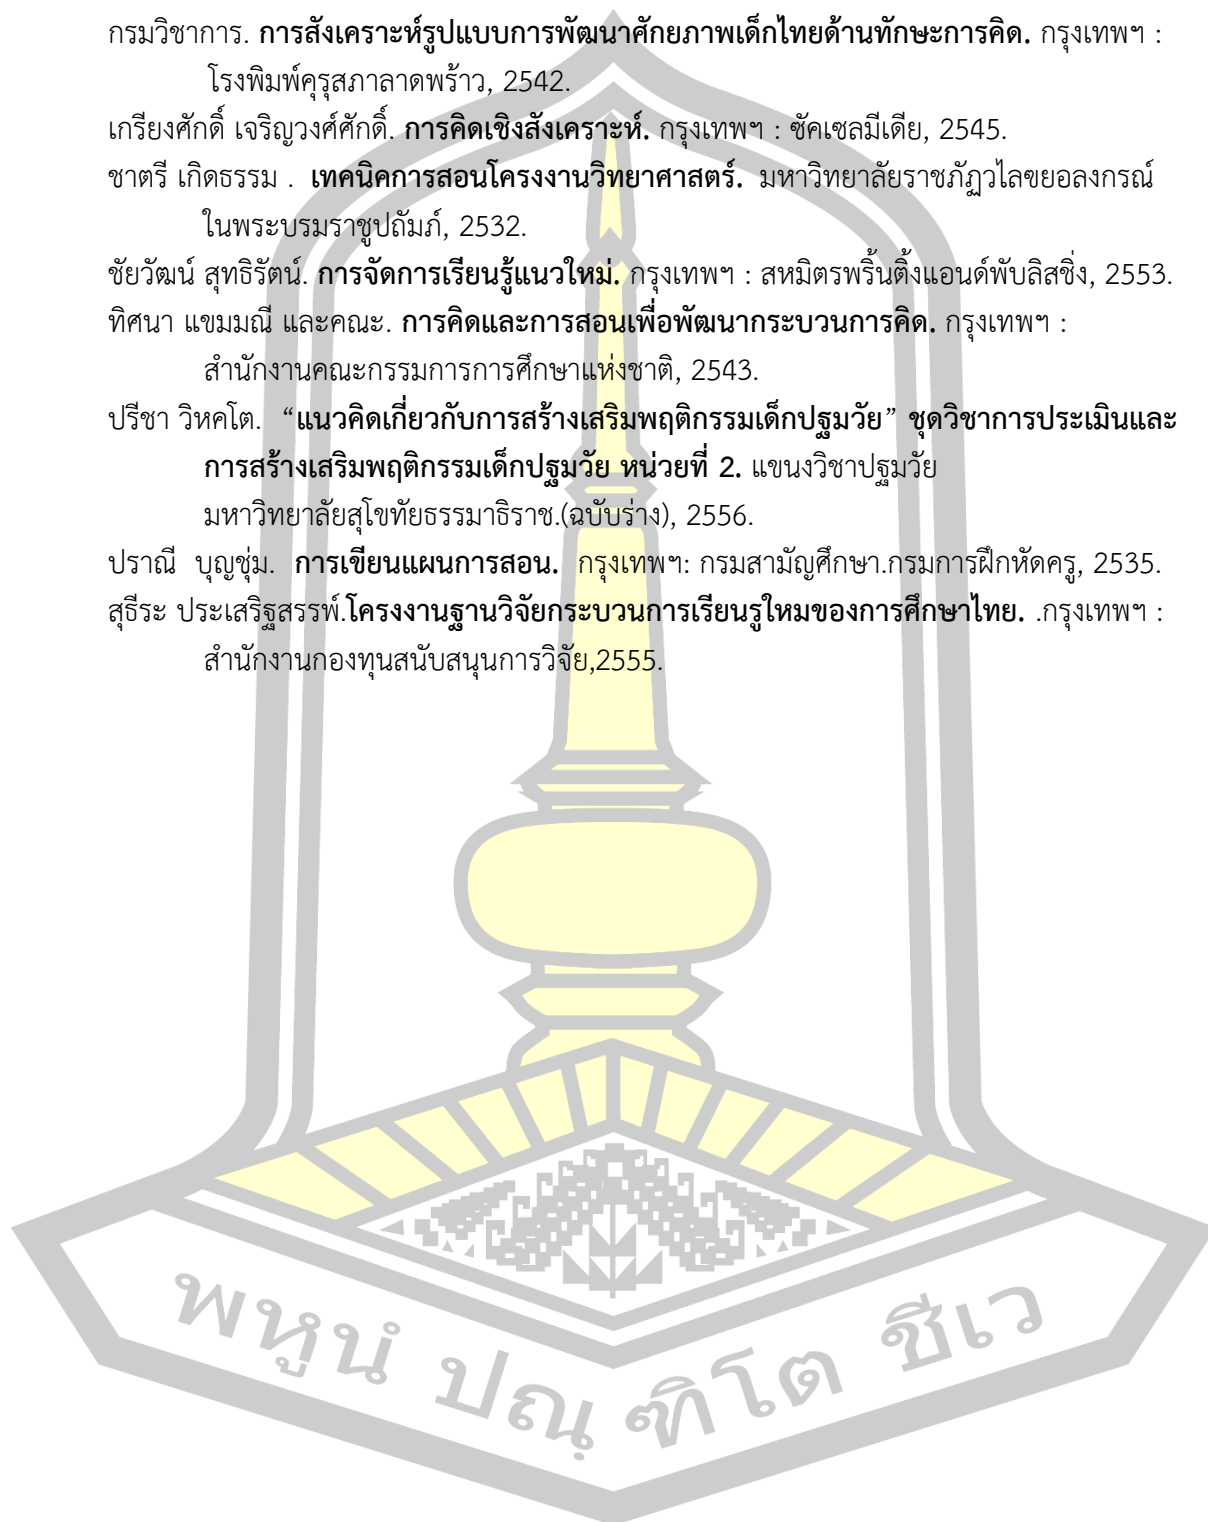 กรมวิชาการ. การสังเคราะห์รูปแบบการพัฒนาศักยภาพเด็กไทยด้านทักษะการคิด. กรุงเทพฯ :
โรงพิมพ์คุรุสภาลาดพร้าว, 2542.
เกรียงศักดิ์ เจริญวงศ์ศักดิ์. การคิดเชิงสังเคราะห์. กรุงเทพฯ : ซัคเซสมีเดีย, 2545.
ชาตรี เกิดธรรม . เทคนิคการสอนโครงงานวิทยาศาสตร์. มหาวิทยาลัยราชภัฏวไลขยอลงกรณ์
ในพระบรมราชูปถัมภ์, 2532.
ชัยวัฒน์ สุทธิรัตน์. การจัดการเรียนรู้แนวใหม่. กรุงเทพฯ : สหมิตรพริ้นติ้งแอนด์พับลิสชิ่ง, 2553.
ทิศนา แขมมณี และคณะ. การคิดและการสอนเพื่อพัฒนากระบวนการคิด. กรุงเทพฯ :
สำนักงานคณะกรรมการการศึกษาแห่งชาติ, 2543.
ปรีชา วิหคโต. “แนวคิดเกี่ยวกับการสร้างเสริมพฤติกรรมเด็กปฐมวัย” ชุดวิชาการประเมินและ
การสร้างเสริมพฤติกรรมเด็กปฐมวัย หน่วยที่ 2. แขนงวิชาปฐมวัย
มหาวิทยาลัยสุโขทัยธรรมาธิราช.(ฉบับร่าง), 2556.
ปราณี บุญชุ่ม. การเขียนแผนการสอน. กรุงเทพฯ: กรมสามัญศึกษา.กรมการฝึกหัดครู, 2535.
สุธีระ ประเสริฐสรรพ์.โครงงานฐานวิจัยกระบวนการเรียนรูใหมของการศึกษาไทย. .กรุงเทพฯ :
สำนักงานกองทุนสนับสนุนการวิจัย,2555.
พหูนํ ปณฺฑิโต ชีเว